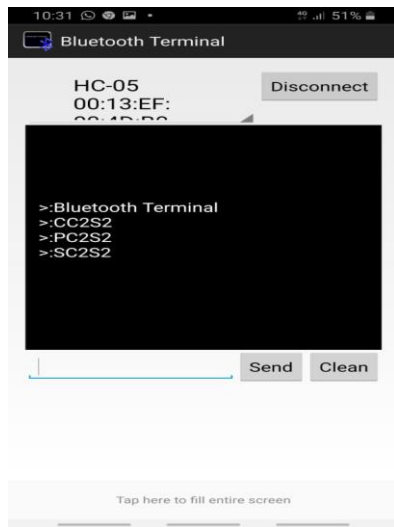 10:31 51%
Bluetooth Terminal
HC-05
00:13:EF:
Disconnect
>:Bluetooth Terminal
>:CC2S2
>:PC2S2
>:SC2S2
Send Clean
Tap here to fill entire screen